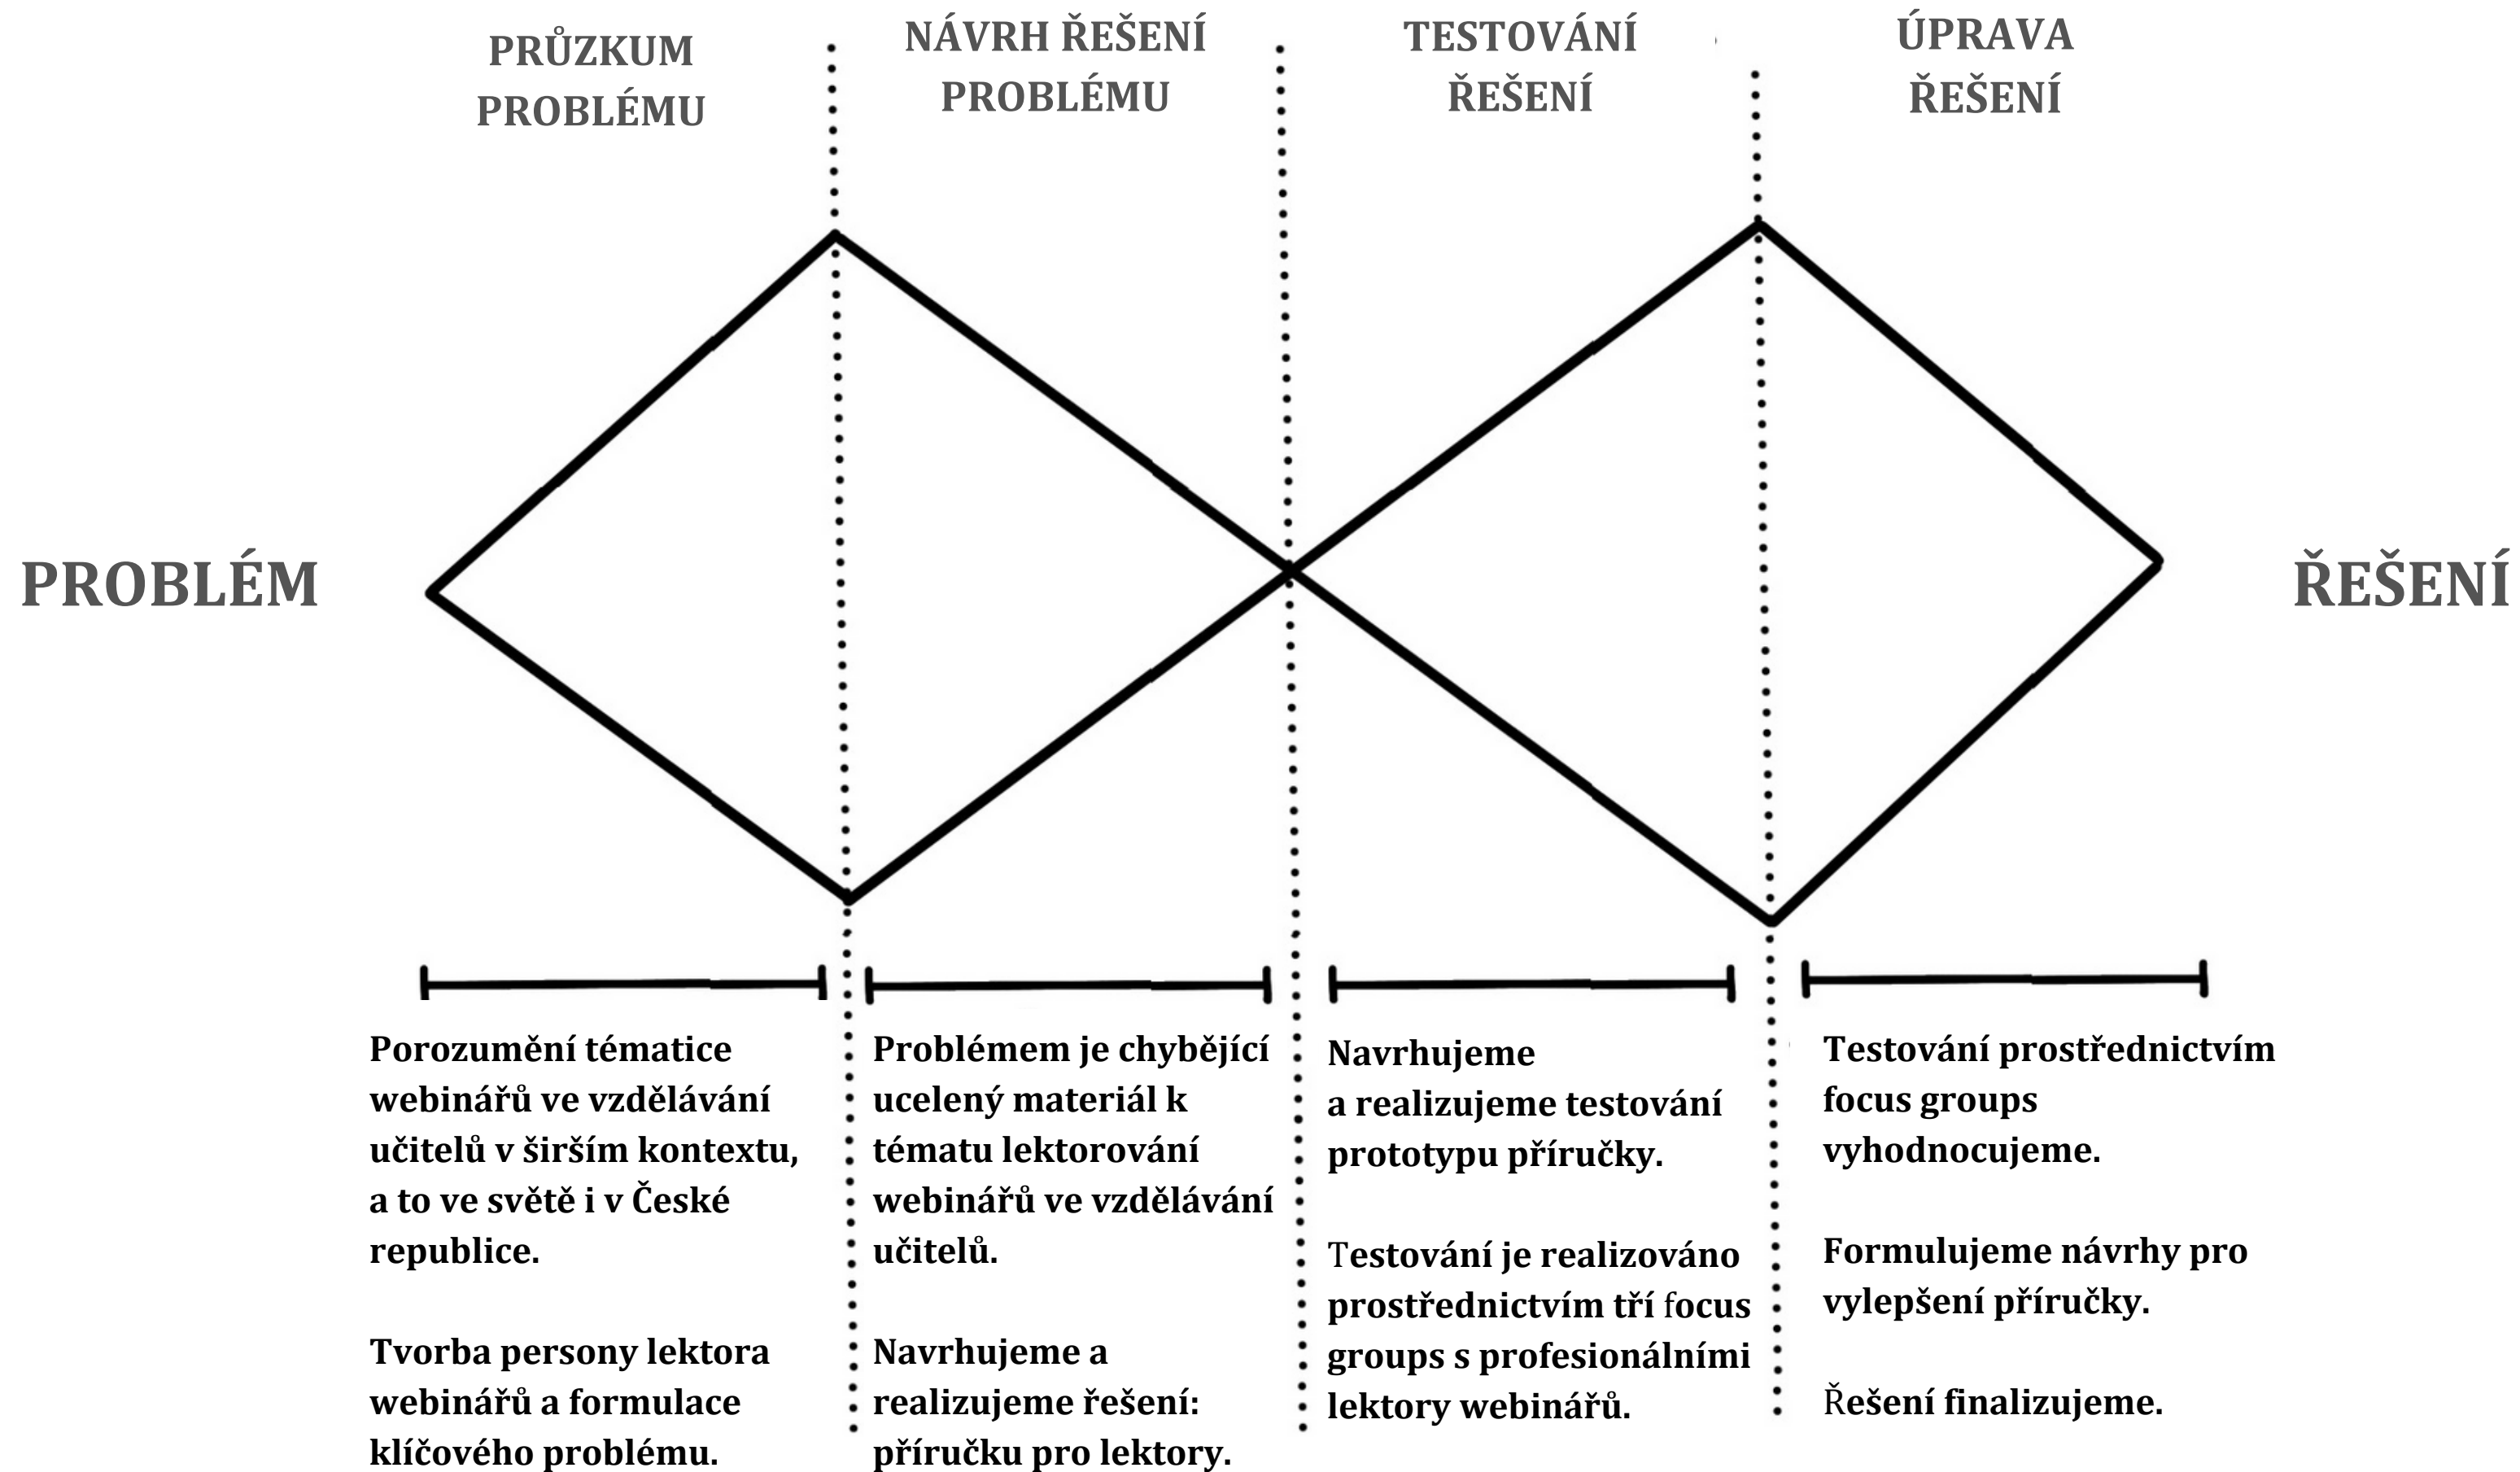 PRŮZKUM
PROBLÉMU
NÁVRH ŘEŠENÍ
PROBLÉMU
TESTOVÁNÍ
ŘEŠENÍ
ÚPRAVA
ŘEŠENÍ
PROBLÉM
ŘEŠENÍ
Porozumění tématice
webinářů ve vzdělávání
učitelů v širším kontextu,
a to ve světě i v České
republice.
Tvorba persony lektora
webinářů a formulace
klíčového problému.
Problémem je chybějící
ucelený materiál k
tématu lektorování
webinářů ve vzdělávání
učitelů.
Navrhujeme a
realizujeme řešení:
příručku pro lektory.
Navrhujeme
a realizujeme testování
prototypu příručky.
Testování je realizováno
prostřednictvím tří focus
groups s profesionálními
lektory webinářů.
Testování prostřednictvím
focus groups
vyhodnocujeme.
Formulujeme návrhy pro
vylepšení příručky.
Řešení finalizujeme.